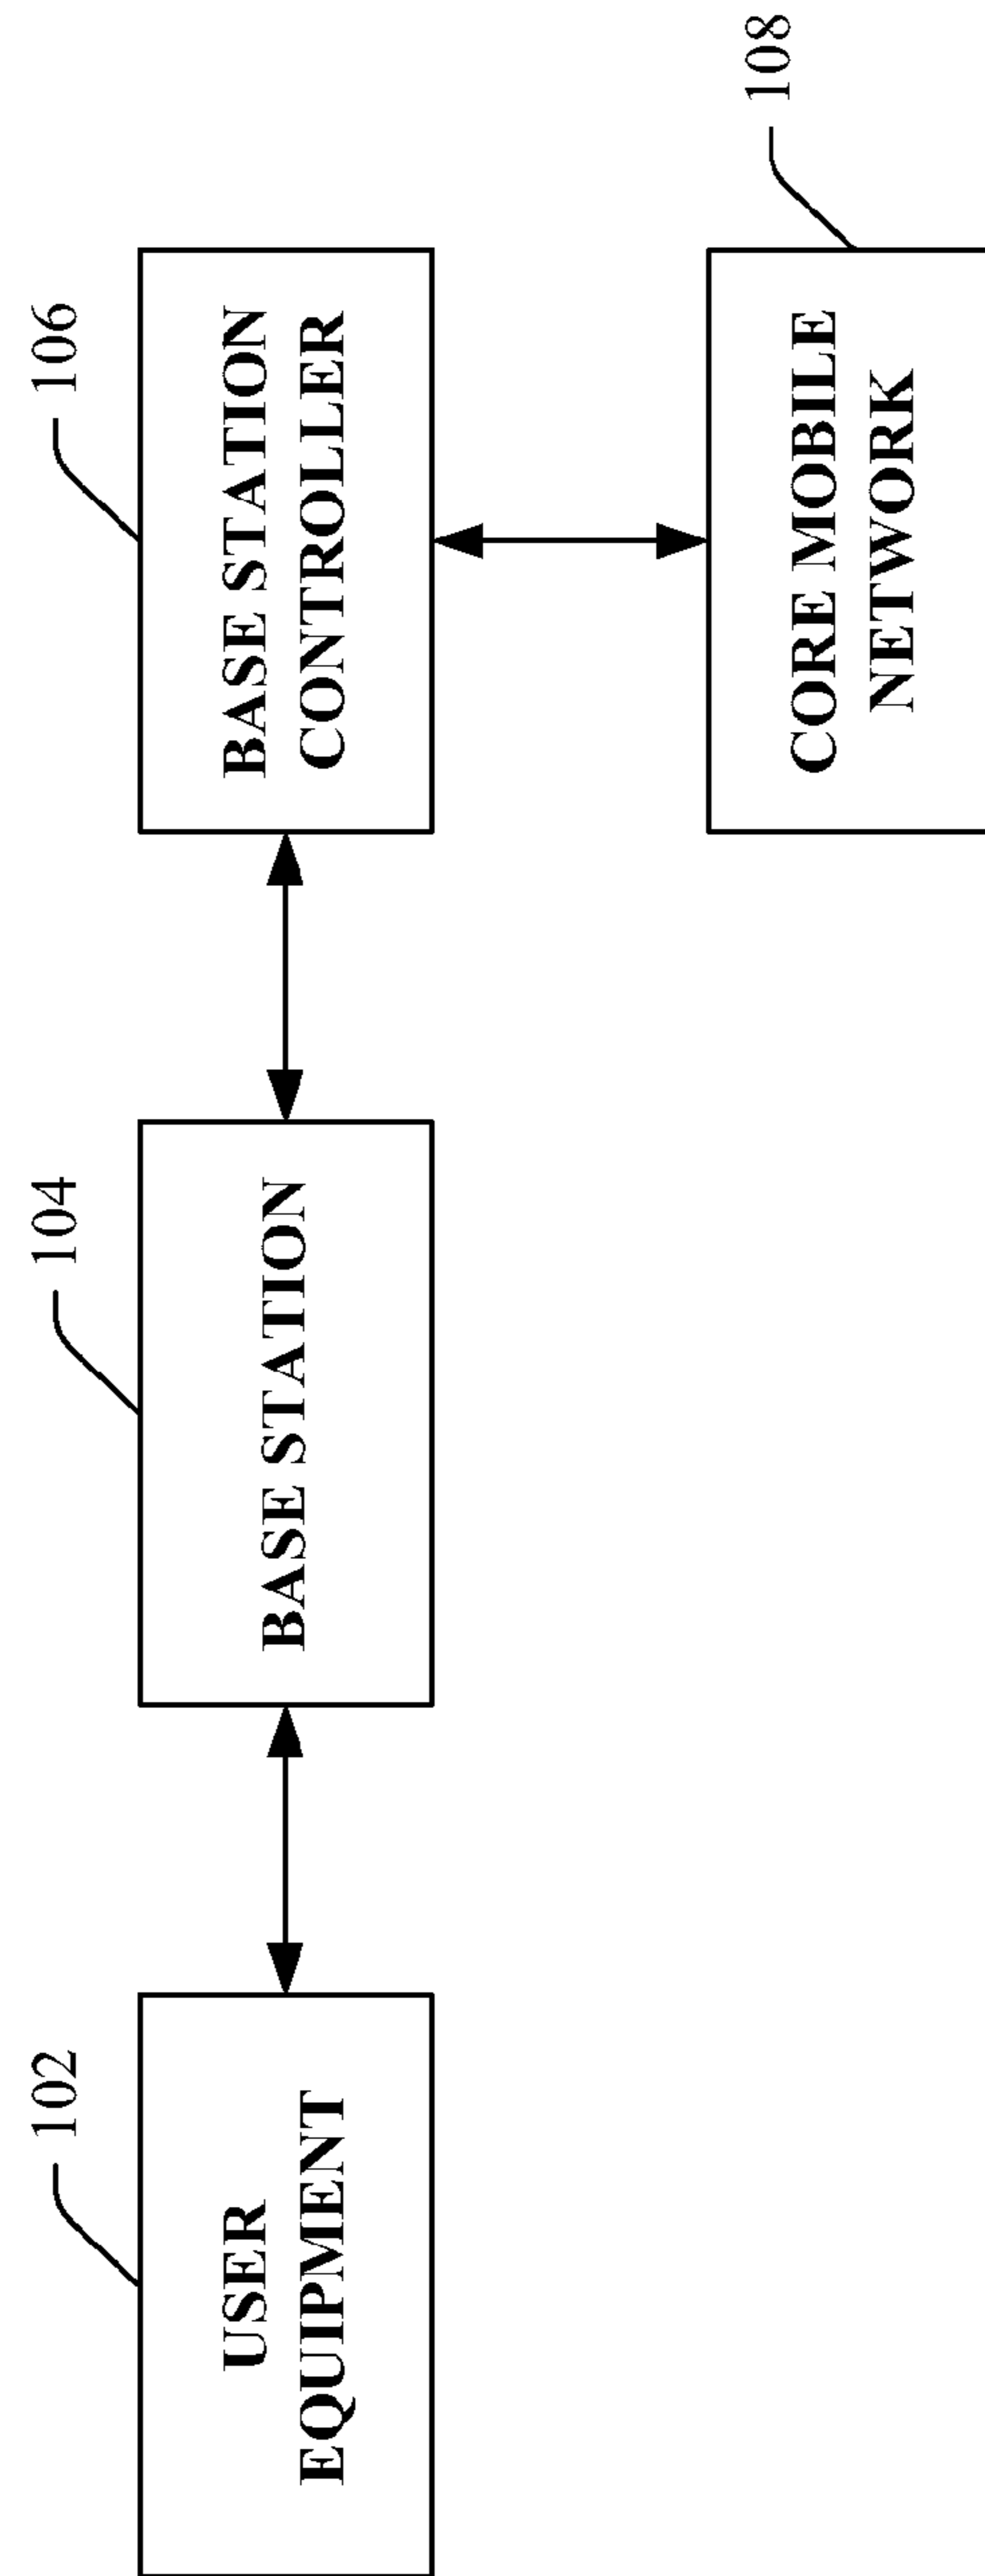 102
104
106
USER
EQUIPMENT
BASE STATION
BASE STATION
CONTROLLER
108
CORE MOBILE
NETWORK